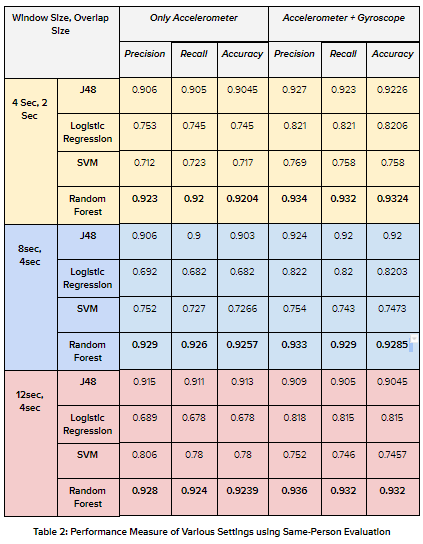 Window Size, Overlap Size Only Accelerometer Accelerometer + Gyroscope
Precision Recall Accuracy Precision Recall Accuracy
4 Sec, 2 Sec
J48 0.906 0.905 0.9045 0.927 0.923 0.9226
Logistic Regression 0.753 0.745 0.745 0.821 0.821 0.8206
SVM 0.712 0.723 0.717 0.769 0.758 0.758
Random Forest 0.923 0.92 0.9204 0.934 0.932 0.9324
8sec, 4sec
J48 0.906 0.9 0.903 0.924 0.92 0.92
Logistic Regression 0.692 0.682 0.682 0.822 0.82 0.8203
SVM 0.752 0.727 0.7266 0.754 0.743 0.7473
Random Forest 0.929 0.926 0.9257 0.933 0.929 0.9285
12sec, 4sec
J48 0.915 0.911 0.913 0.909 0.905 0.9045
Logistic Regression 0.689 0.678 0.678 0.818 0.815 0.815
SVM 0.806 0.78 0.78 0.752 0.746 0.7457
Random Forest 0.928 0.924 0.9239 0.936 0.932 0.932
Table 2: Performance Measure of Various Settings using Same-Person Evaluation